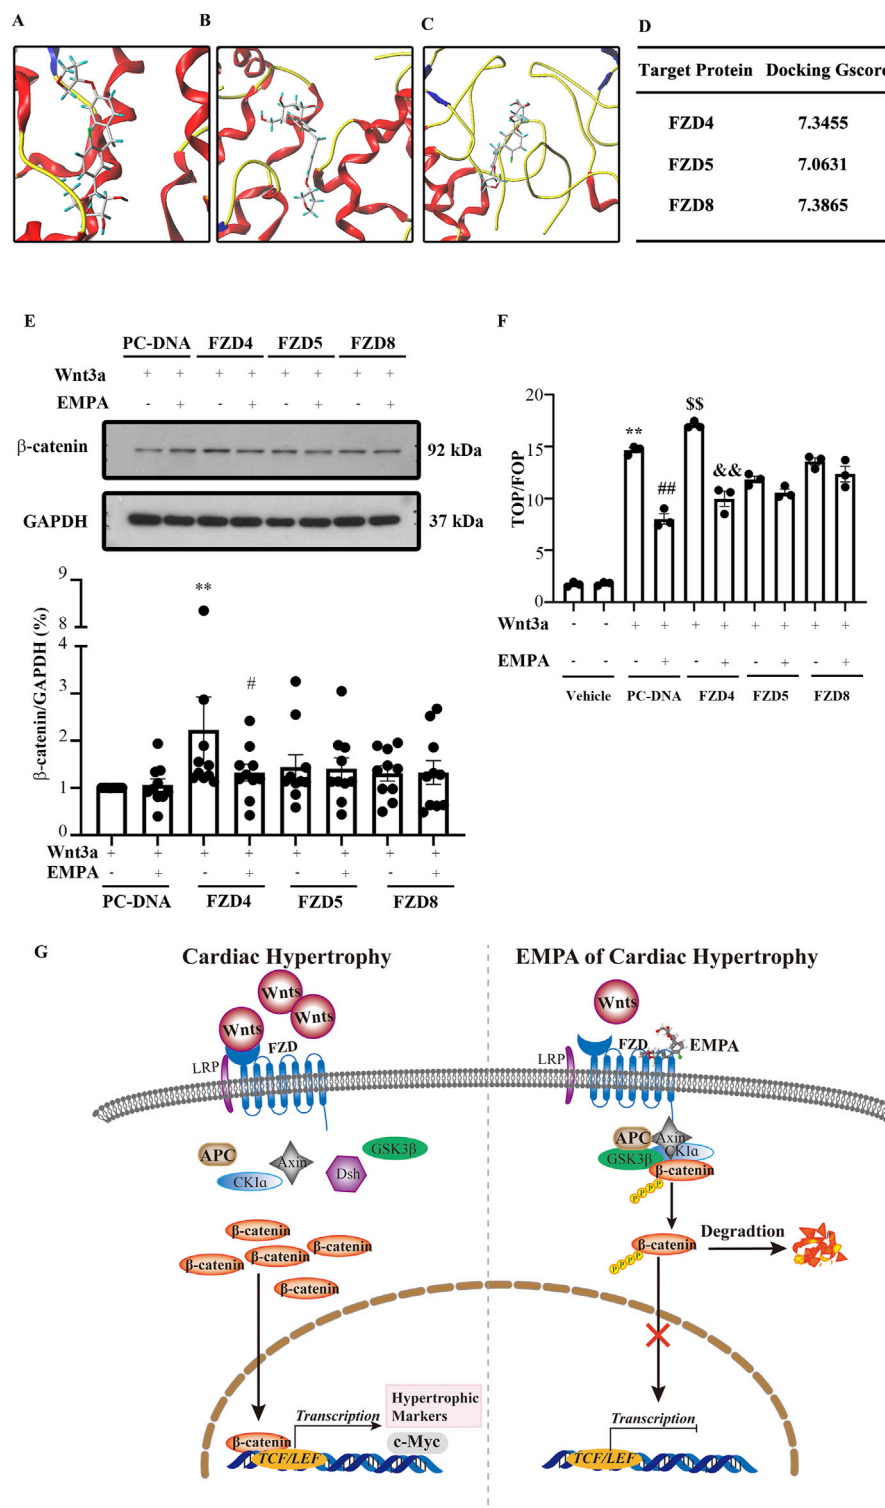 A
B
C
D
Target Protein Docking Gscore
FZD4 7.3455
FZD5 7.0631
FZD8 7.3865
E
PC-DNA FZD4 FZD5 FZD8
Wnt3a + + + + + + + +
EMPA - + - + - + - +
β-catenin 92 kDa
GAPDH 37 kDa
β-catenin/GAPDH (%)
9
8
4
3
2
1
0
**
#
Wnt3a + + + + + + + +
EMPA - + - + - + - +
PC-DNA FZD4 FZD5 FZD8
F
TOP/FOP
20
15
10
5
0
**
##
$$
&&
Wnt3a - - + + + + + + + +
EMPA - - - + - + - + - +
Vehicle PC-DNA FZD4 FZD5 FZD8
G
Cardiac Hypertrophy
Wnts
Wnts
Wnts
FZD
LRP
APC
Axin
GSK3β
CKIα
Dsh
β-catenin
β-catenin
β-catenin
β-catenin
β-catenin
Hypertrophic
Markers
Transcription
c-Myc
β-catenin
TCF/LEF
EMPA of Cardiac Hypertrophy
Wnts
FZD
EMPA
LRP
APC
Axin
GSK3β
CKIα
β-catenin
P P P P
β-catenin
Degradtion
P P P P
Transcription
TCF/LEF